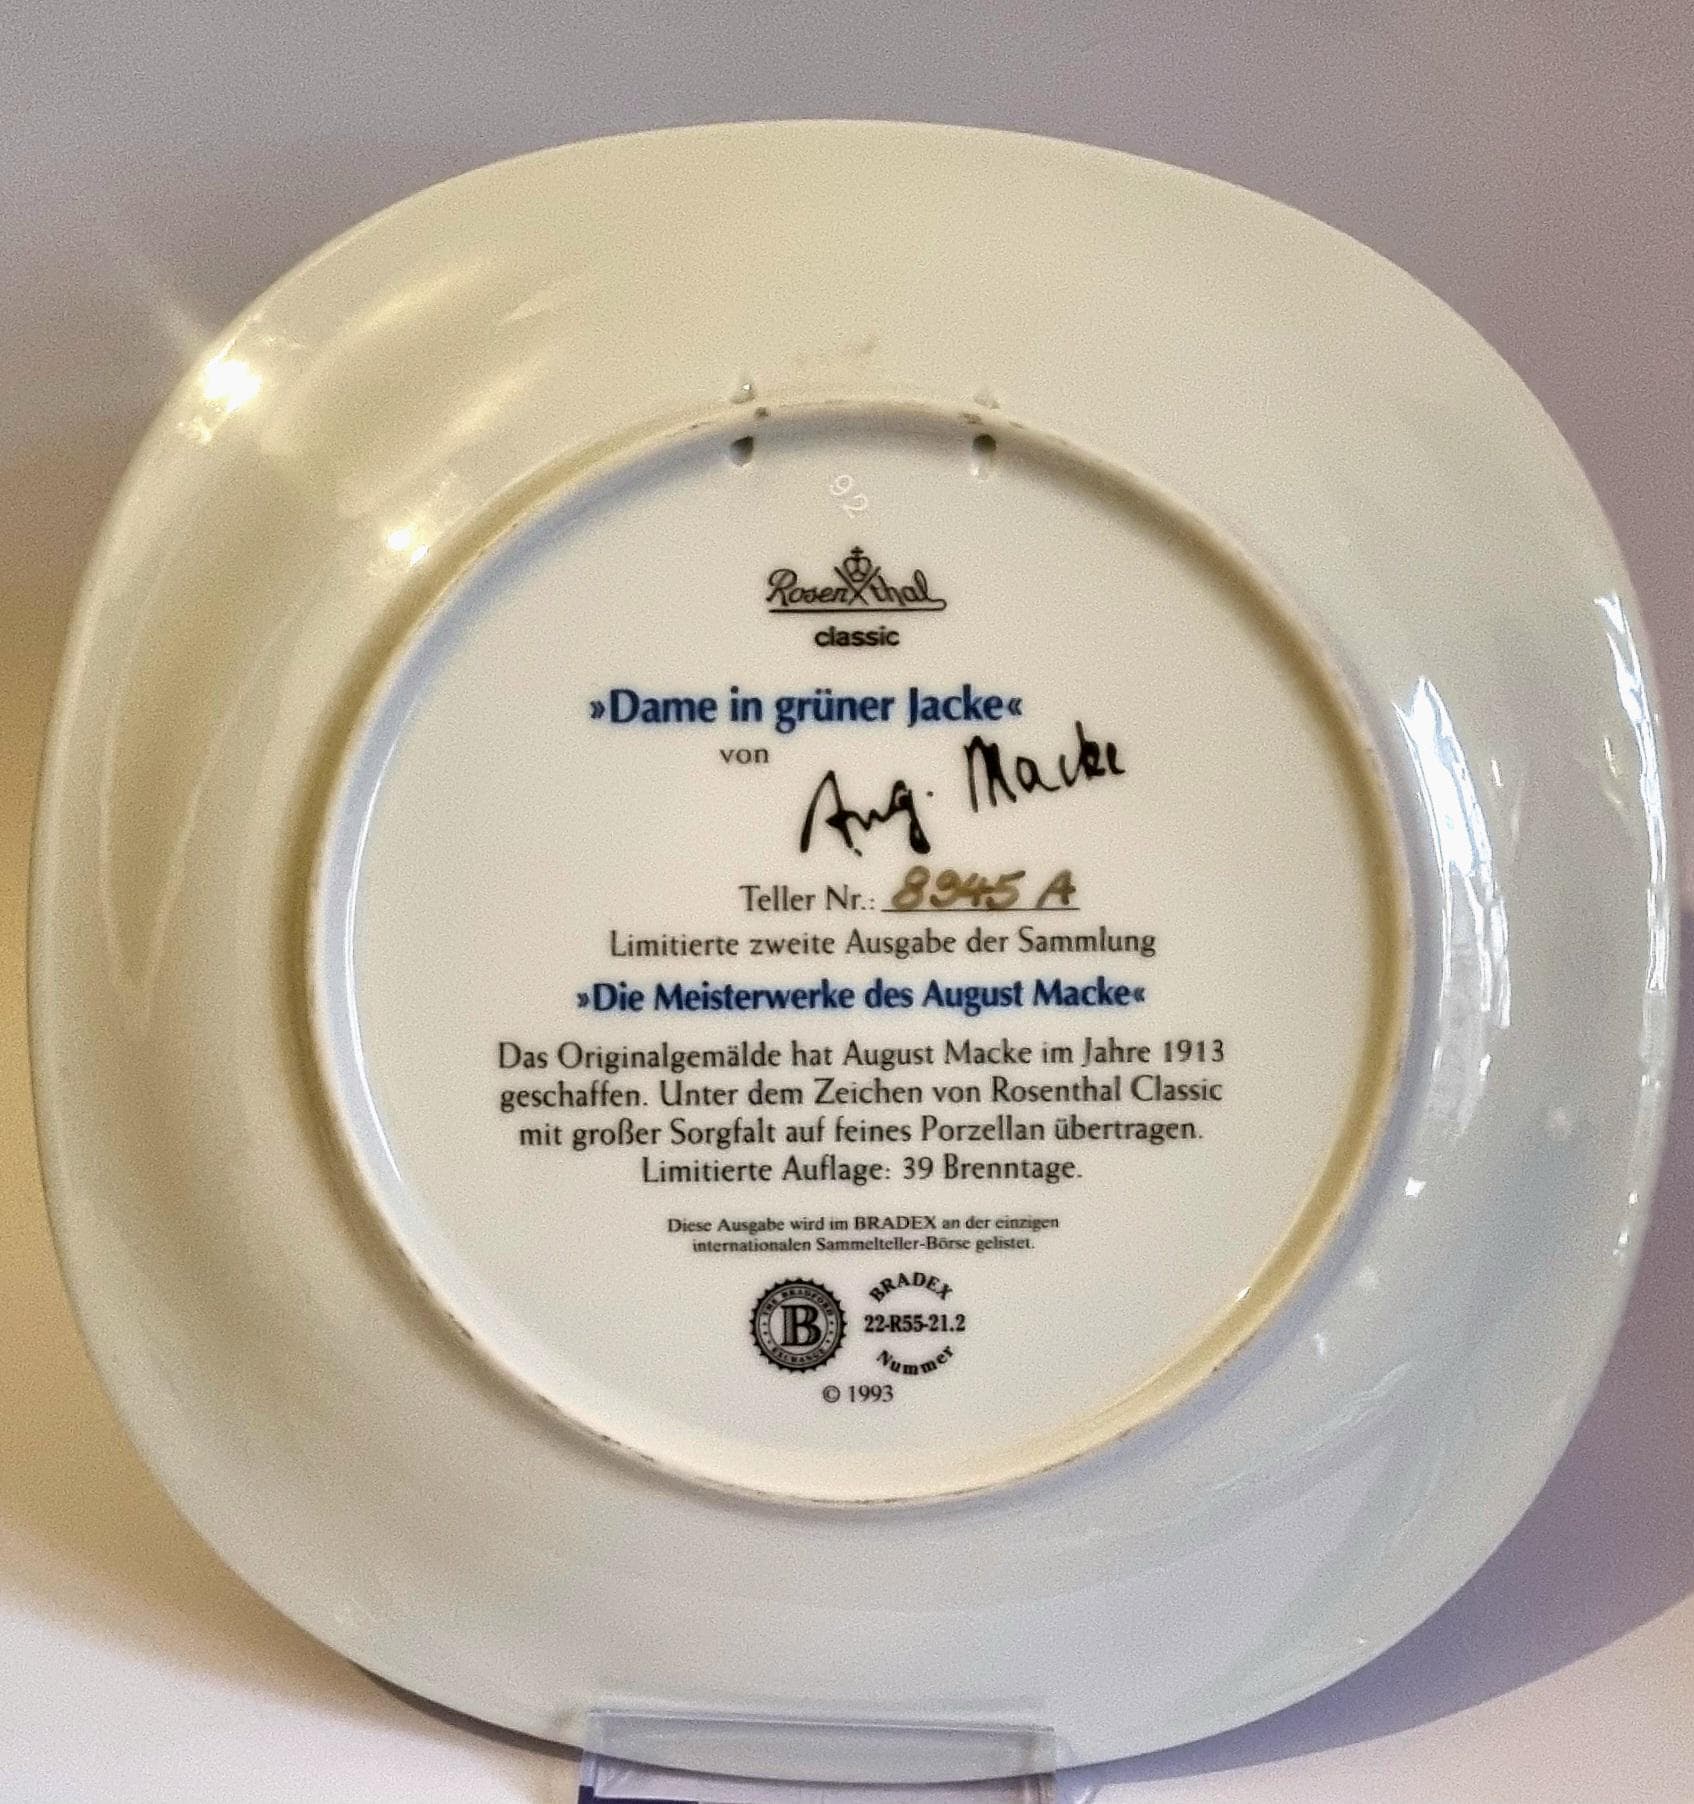 92
Rosenthal
classic
»Dame in grüner Jacke«
von
Aug. Macke
Teller Nr.: 8945 A
Limitierte zweite Ausgabe der Sammlung
»Die Meisterwerke des August Macke«
Das Originalgemälde hat August Macke im Jahre 1913
geschaffen. Unter dem Zeichen von Rosenthal Classic
mit großer Sorgfalt auf feines Porzellan übertragen.
Limitierte Auflage: 39 Brenntage.
Diese Ausgabe wird im BRADEX an der einzigen
internationalen Sammelteller-Börse gelistet.
THE BRADFORD
B
EXCHANGE
BRADEX
22-R55-21.2
Nummer
© 1993